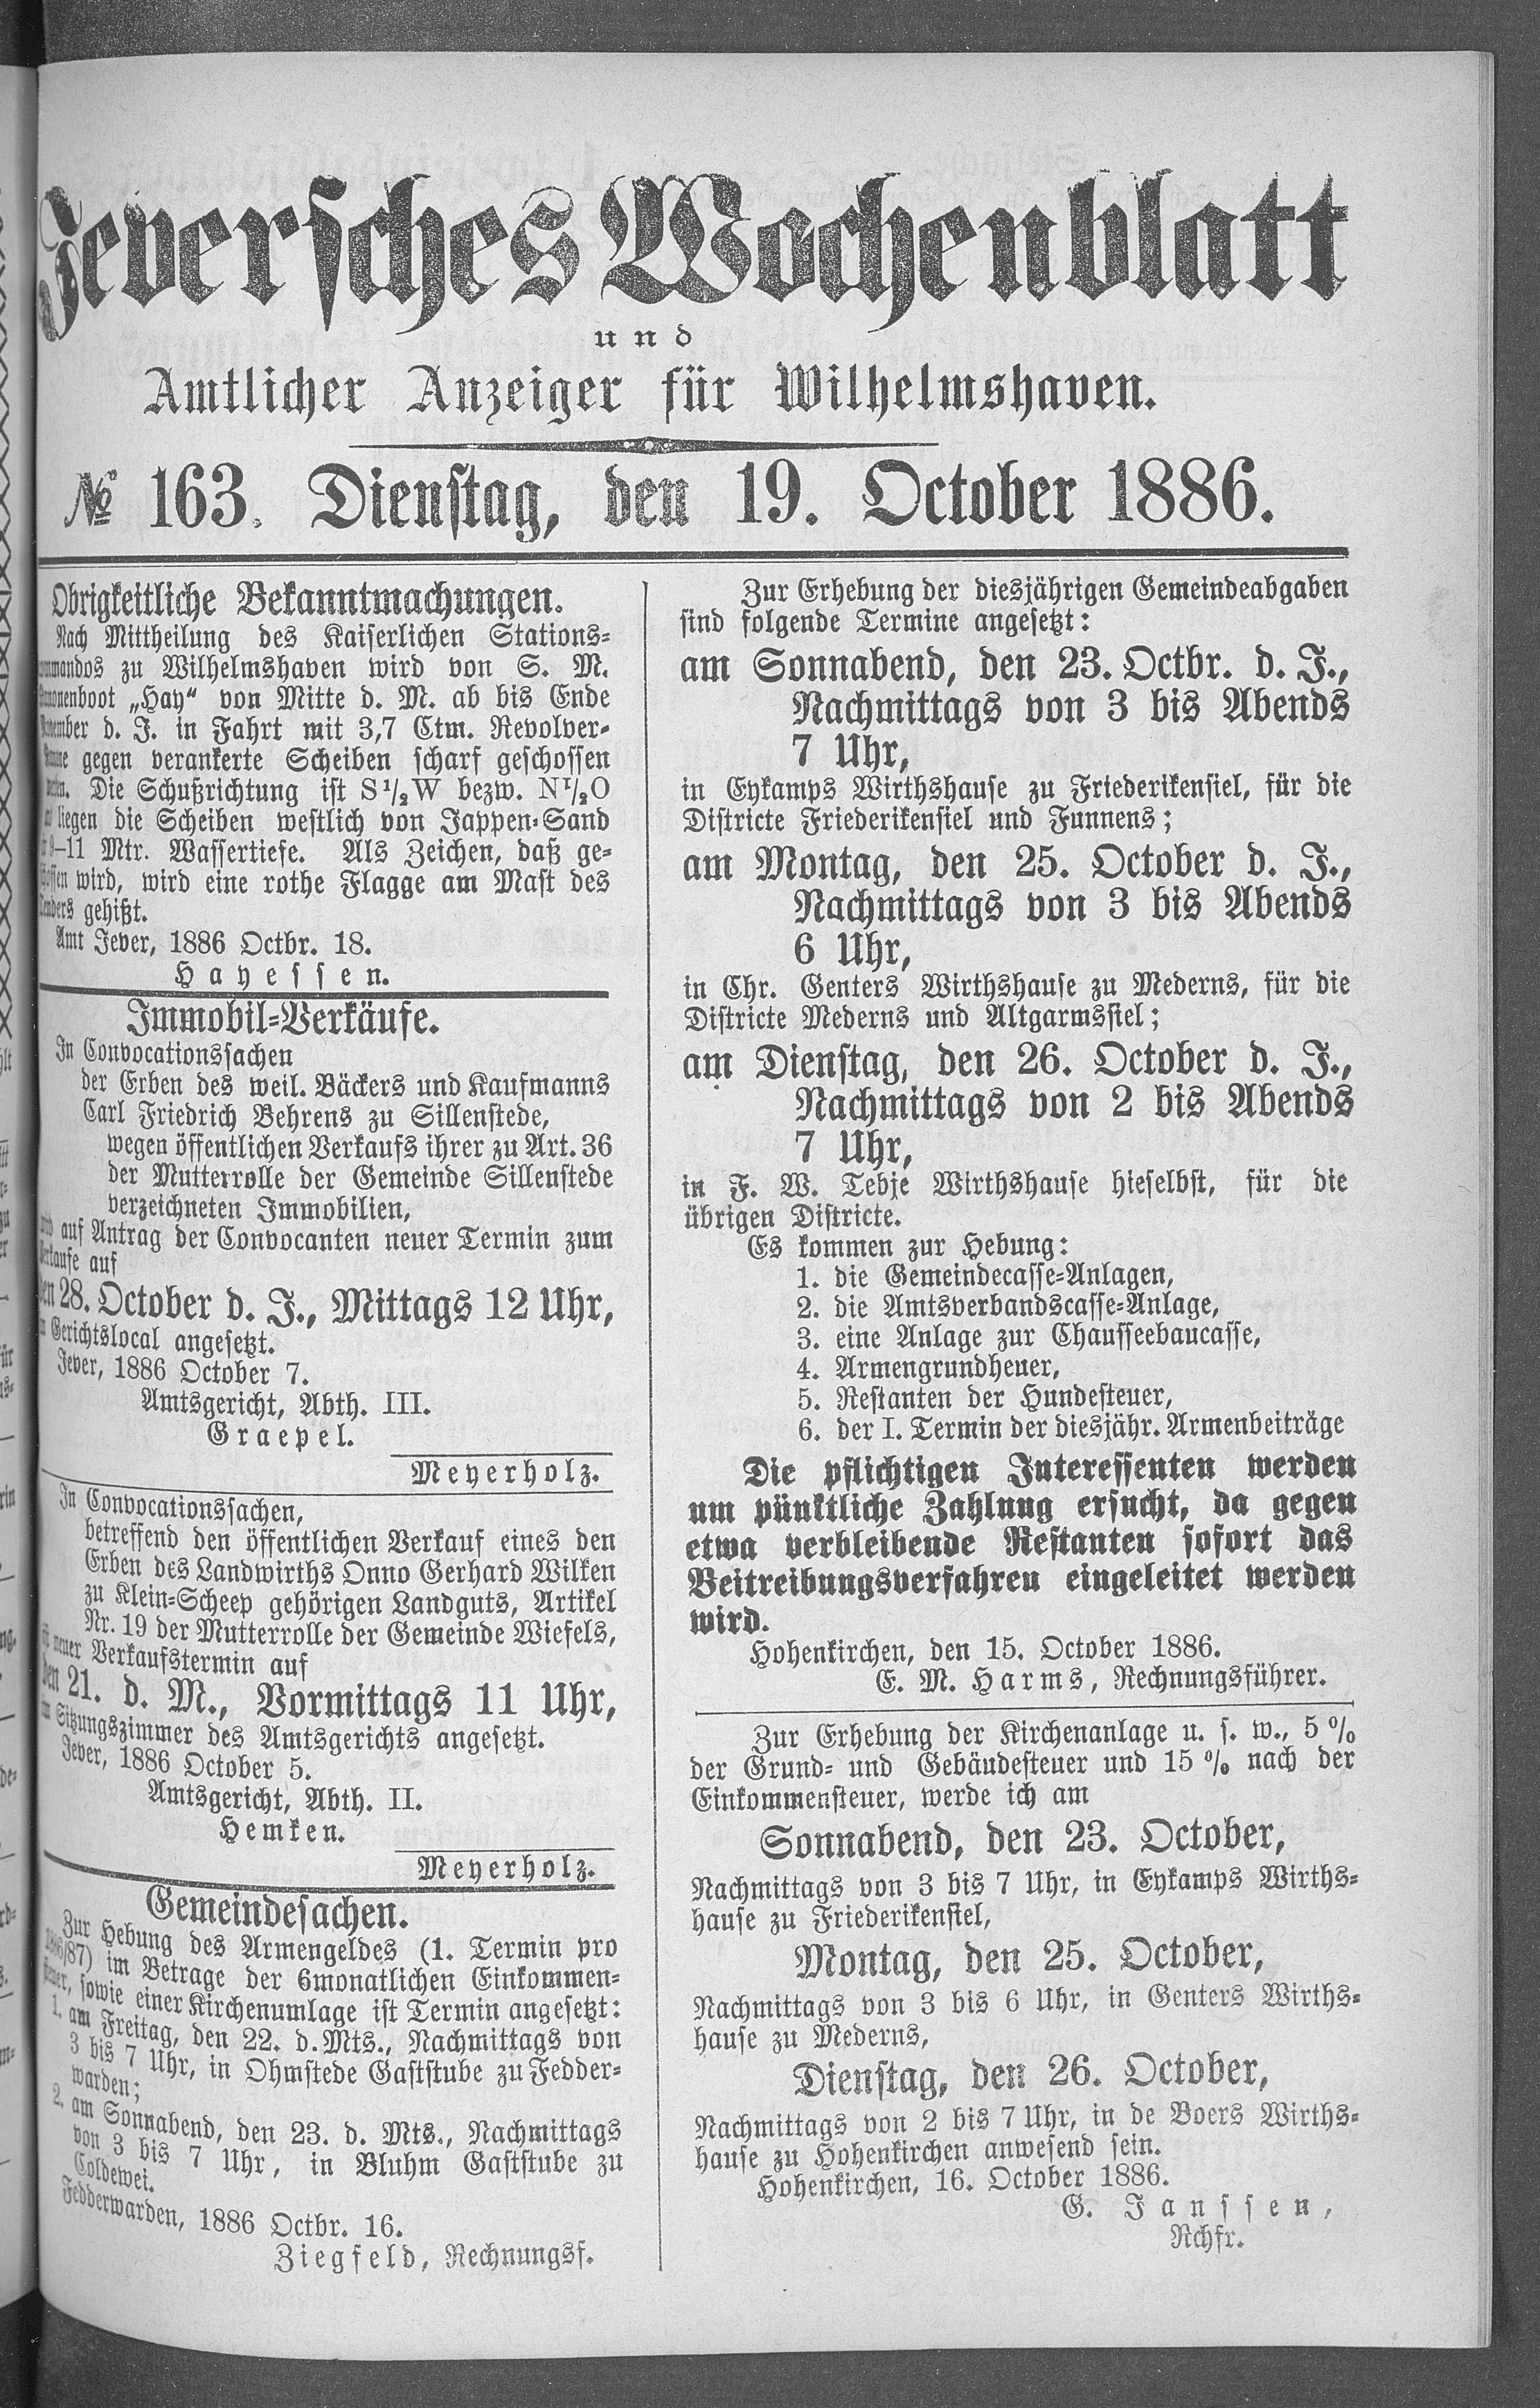 Jeversches Wochenblatt
und
Amtlicher Anzeiger für Wilhelmshaven.
№ 163. Dienstag, den 19. October 1886.
Obrigkeitliche Bekanntmachungen.
Nach Mittheilung des Kaiserlichen Stations-
commandos zu Wilhelmshaven wird von S. M.
Kanonenboot „Hay“ von Mitte d. M. ab bis Ende
November d. J. in Fahrt mit 3,7 Ctm. Revolver-
Kanone gegen verankerte Scheiben scharf geschossen
werden. Die Schußrichtung ist S ½ W bezw. N ½ O
liegen die Scheiben westlich von Jappen-Sand
9–11 Mtr. Wassertiefe. Als Zeichen, daß ge-
schossen wird, wird eine rothe Flagge am Mast des
Tenders gehißt.
Amt Jever, 1886 Octbr. 18.
Hayessen.
Immobil-Verkäufe.
In Convocationssachen
der Erben des weil. Bäckers und Kaufmanns
Carl Friedrich Behrens zu Sillenstede,
wegen öffentlichen Verkaufs ihrer zu Art. 36
der Mutterrolle der Gemeinde Sillenstede
verzeichneten Immobilien,
wird auf Antrag der Convocanten neuer Termin zum
Verkaufe auf
den 28. October d. J., Mittags 12 Uhr,
Gerichtslocal angesetzt.
Jever, 1886 October 7.
Amtsgericht, Abth. III.
Graepel.
Meyerholz.
In Convocationssachen,
betreffend den öffentlichen Verkauf eines den
Erben des Landwirths Onno Gerhard Wilken
zu Klein-Scheep gehörigen Landguts, Artikel
Nr. 19 der Mutterrolle der Gemeinde Wiefels,
ist neuer Verkaufstermin auf
den 21. d. M., Vormittags 11 Uhr,
im Sitzungszimmer des Amtsgerichts angesetzt.
Jever, 1886 October 5.
Amtsgericht, Abth. II.
Hemken.
Meyerholz.
Gemeindesachen.
Zur Hebung des Armengeldes (1. Termin pro
1886/87) im Betrage der 6monatlichen Einkommen-
steuer, sowie einer Kirchenumlage ist Termin angesetzt:
1. am Freitag, den 22. d. Mts., Nachmittags von
3 bis 7 Uhr, in Ohmstede Gaststube zu Fedder-
warden;
2. am Sonnabend, den 23. d. Mts., Nachmittags
von 3 bis 7 Uhr, in Bluhm Gaststube zu
Coldewei.
Fedderwarden, 1886 Octbr. 16.
Ziegfeld, Rechnungsf.
Zur Erhebung der diesjährigen Gemeindeabgaben
sind folgende Termine angesetzt:
am Sonnabend, den 23. Octbr. d. J.,
Nachmittags von 3 bis Abends
7 Uhr,
in Eykamps Wirthshause zu Friederikensiel, für die
Districte Friederikensiel und Funnens;
am Montag, den 25. October d. J.,
Nachmittags von 3 bis Abends
6 Uhr,
in Chr. Genters Wirthshause zu Mederns, für die
Districte Mederns und Altgarmssiel;
am Dienstag, den 26. October d. J.,
Nachmittags von 2 bis Abends
7 Uhr,
in F. W. Tebje Wirthshause hieselbst, für die
übrigen Districte.
Es kommen zur Hebung:
1. die Gemeindecasse-Anlagen,
2. die Amtsverbandscasse-Anlage,
3. eine Anlage zur Chausseebaucasse,
4. Armengrundheuer,
5. Restanten der Hundesteuer,
6. der I. Termin der diesjähr. Armenbeiträge
Die pflichtigen Interessenten werden
um pünktliche Zahlung ersucht, da gegen
etwa verbleibende Restanten sofort das
Beitreibungsverfahren eingeleitet werden
wird.
Hohenkirchen, den 15. October 1886.
E. M. Harms, Rechnungsführer.
Zur Erhebung der Kirchenanlage u. s. w., 5 %
der Grund- und Gebäudesteuer und 15 % nach der
Einkommensteuer, werde ich am
Sonnabend, den 23. October,
Nachmittags von 3 bis 7 Uhr, in Eykamps Wirths-
hause zu Friederikensiel,
Montag, den 25. October,
Nachmittags von 3 bis 6 Uhr, in Genters Wirths-
hause zu Mederns,
Dienstag, den 26. October,
Nachmittags von 2 bis 7 Uhr, in de Boers Wirths-
hause zu Hohenkirchen anwesend sein.
Hohenkirchen, 16. October 1886.
G. Janssen,
Rchfr.